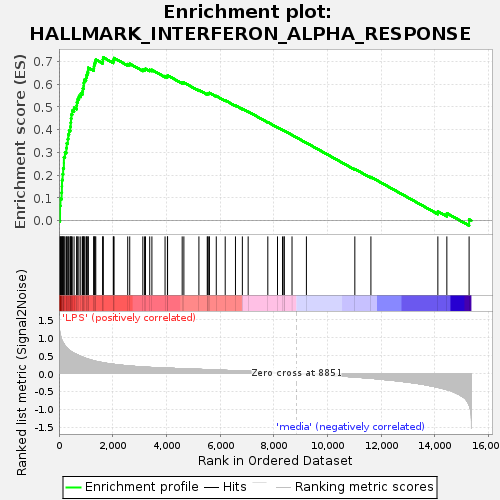 Enrichment plot:
HALLMARK_INTERFERON_ALPHA_RESPONSE
Enrichment score (ES)
0.7
0.6
0.5
0.4
0.3
0.2
0.1
0.0
Ranked list metric (Signal2Noise)
1.5
1.0
0.5
0.0
-0.5
-1.0
-1.5
'LPS' (positively correlated)
Zero cross at 8851
'media' (negatively correlated)
0 2,000 4,000 6,000 8,000 10,000 12,000 14,000 16,000
Rank in Ordered Dataset
Enrichment profile Hits Ranking metric scores